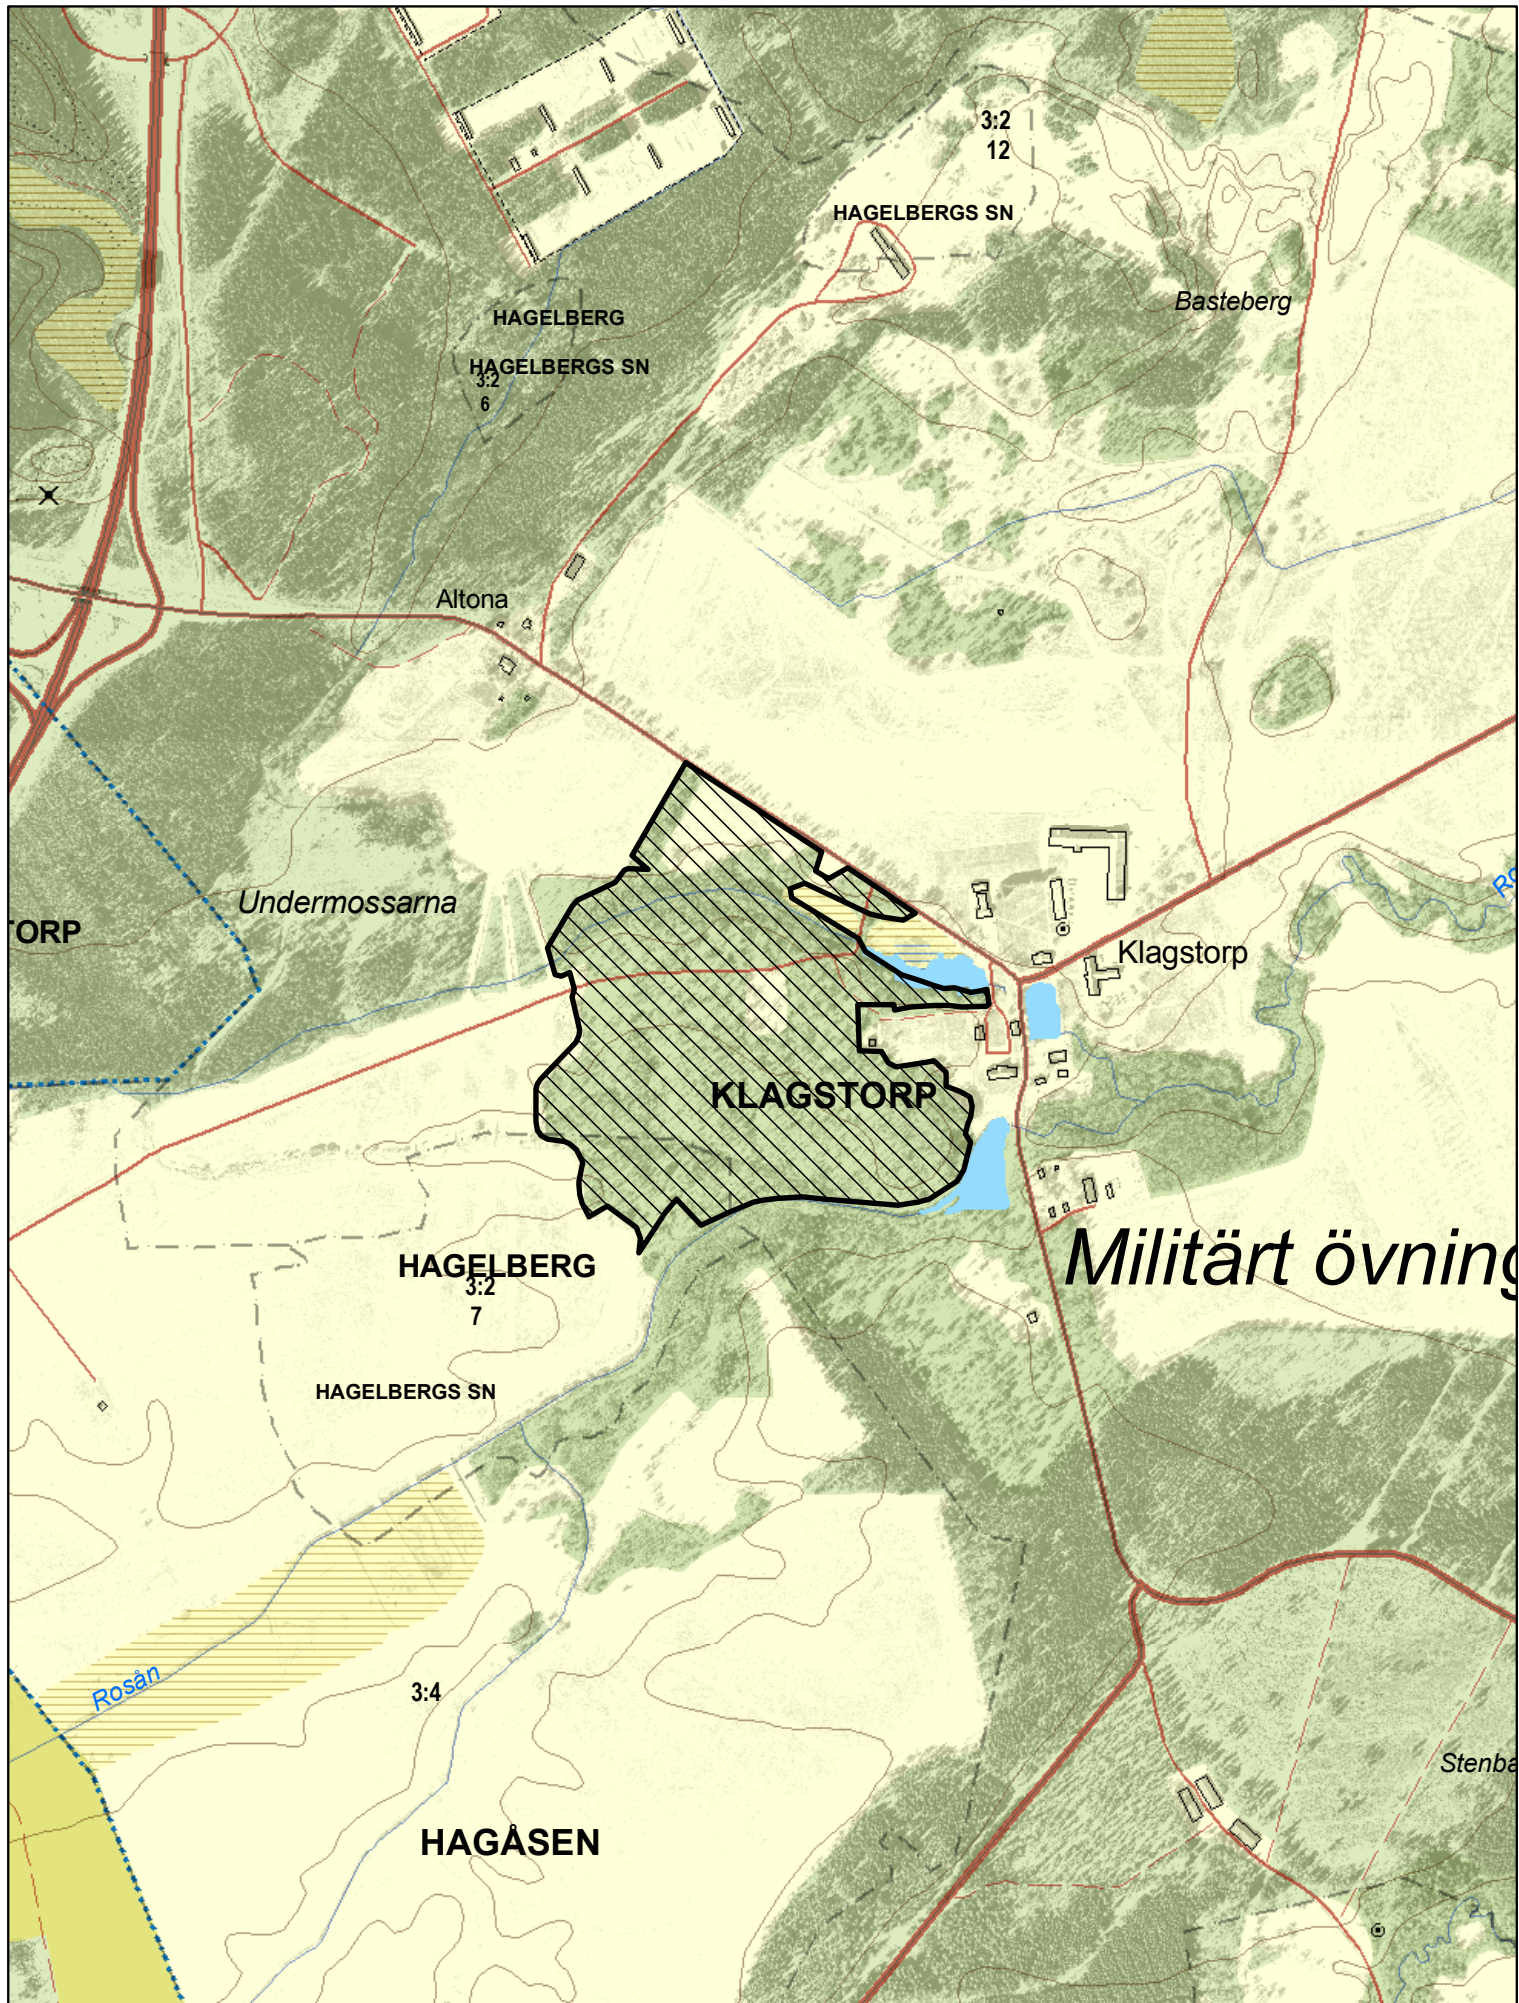 3:2
12
HAGELBERGS SN
Basteberg
HAGELBERG
HAGELBERGS SN
3:2
6
Altona
Undermossarna
TORP
Klagstorp
Ro
KLAGSTORP
Militärt övning
HAGELBERG
3:2
7
HAGELBERGS SN
Rosån
3:4
Stenba
HAGÅSEN